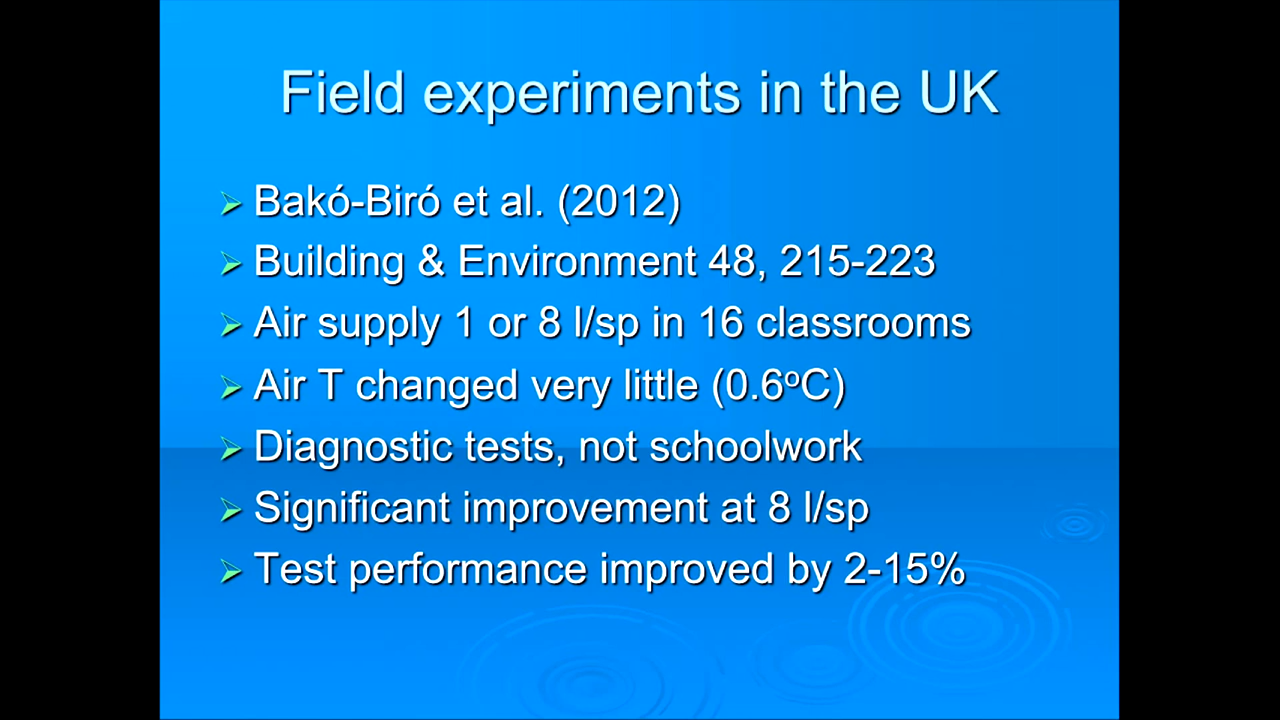 Field experiments in the UK
Bakó-Biró et al. (2012)
Building & Environment 48, 215-223
Air supply 1 or 8 l/sp in 16 classrooms
Air T changed very little (0.6ºC)
Diagnostic tests, not schoolwork
Significant improvement at 8 l/sp
Test performance improved by 2-15%